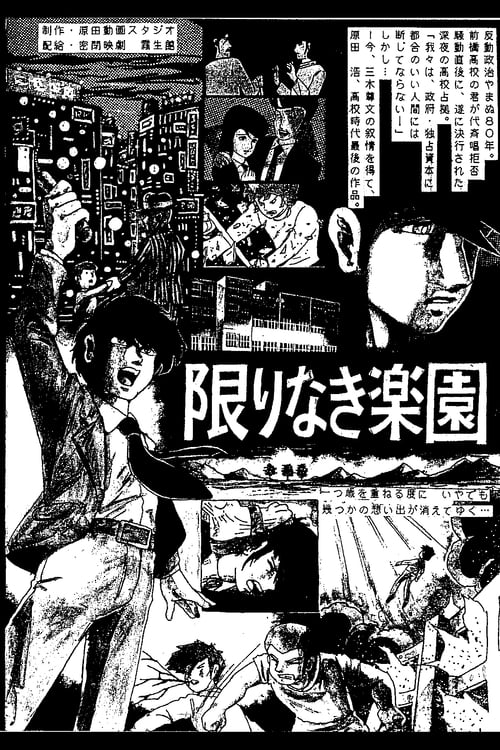 制作・原田動画スタジオ
配給・密閉映劇　霧生館
反動政治やまぬ８０年。
前橋高校の君が代斉唱拒否
騒動直後に、遂に決行された
深夜の高校占拠。
「我々は、政府・独占資本に、
都合のいい人間には
断じてならない―」
しかし…
―今、三木尊文の叙情を得て、
原田　浩、高校時代最後の作品。
限りなき楽園
一つ歳を重ねる度に　いやでも
幾つかの想い出が消えてゆく…